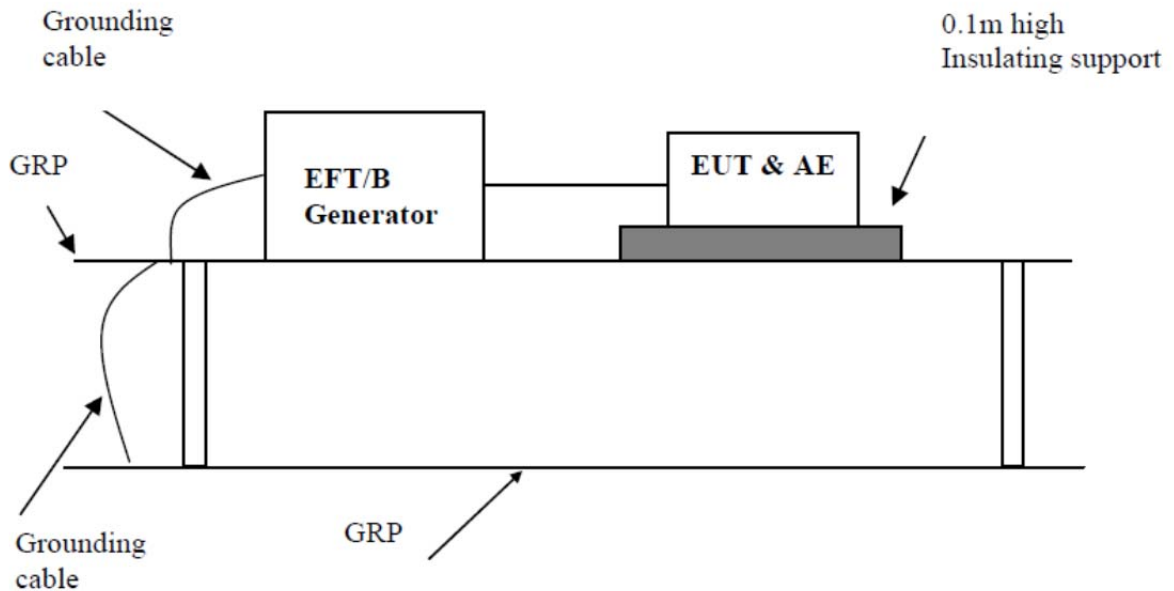 Grounding
cable
0.1m high
Insulating support
GRP
EFT/B
Generator
EUT & AE
GRP
Grounding
cable